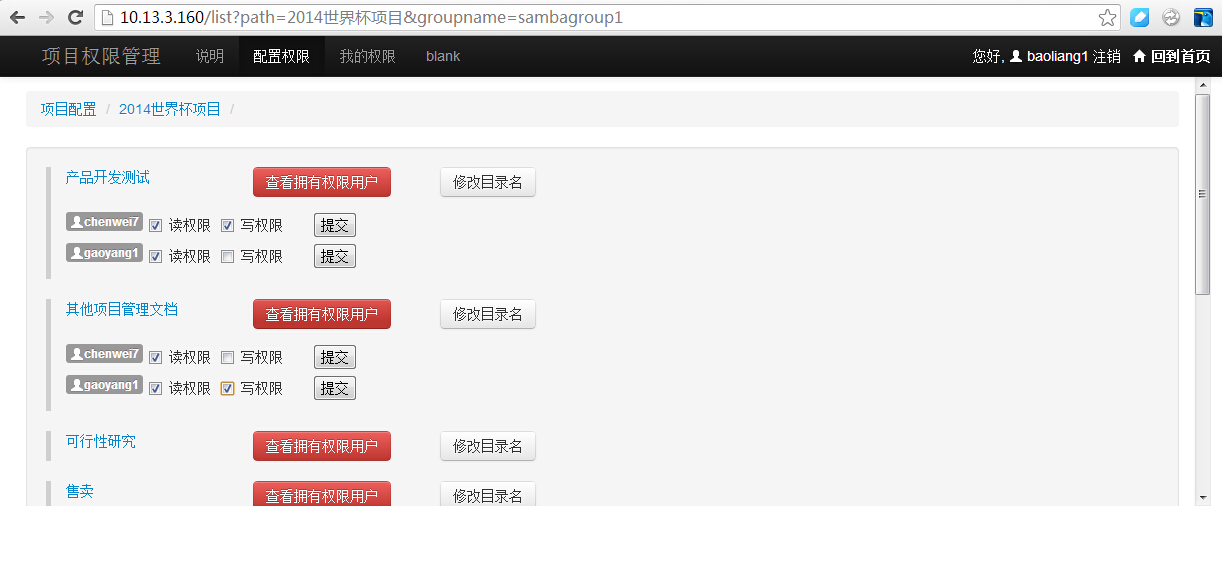 10.13.3.160/list?path=2014世界杯项目&groupname=sambagroup1
项目权限管理 说明 配置权限 我的权限 blank 您好, baoliang1 注销 回到首页
项目配置 / 2014世界杯项目 /
产品开发测试 查看拥有权限用户 修改目录名
chenwei7 读权限 写权限 提交
gaoyang1 读权限 写权限 提交
其他项目管理文档 查看拥有权限用户 修改目录名
chenwei7 读权限 写权限 提交
gaoyang1 读权限 写权限 提交
可行性研究 查看拥有权限用户 修改目录名
售卖 查看拥有权限用户 修改目录名